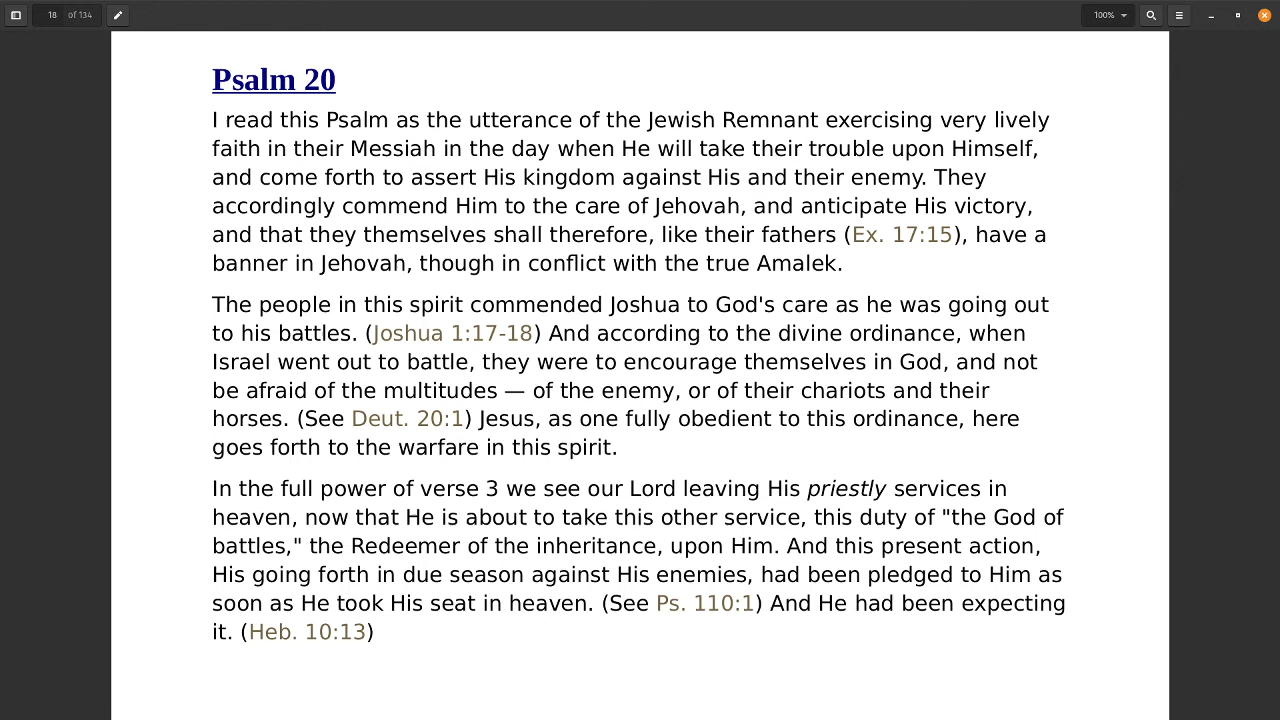 18 of 134
100%
Psalm 20
I read this Psalm as the utterance of the Jewish Remnant exercising very lively
faith in their Messiah in the day when He will take their trouble upon Himself,
and come forth to assert His kingdom against His and their enemy. They
accordingly commend Him to the care of Jehovah, and anticipate His victory,
and that they themselves shall therefore, like their fathers (Ex. 17:15), have a
banner in Jehovah, though in conflict with the true Amalek.
The people in this spirit commended Joshua to God's care as he was going out
to his battles. (Joshua 1:17-18) And according to the divine ordinance, when
Israel went out to battle, they were to encourage themselves in God, and not
be afraid of the multitudes — of the enemy, or of their chariots and their
horses. (See Deut. 20:1) Jesus, as one fully obedient to this ordinance, here
goes forth to the warfare in this spirit.
In the full power of verse 3 we see our Lord leaving His priestly services in
heaven, now that He is about to take this other service, this duty of "the God of
battles," the Redeemer of the inheritance, upon Him. And this present action,
His going forth in due season against His enemies, had been pledged to Him as
soon as He took His seat in heaven. (See Ps. 110:1) And He had been expecting
it. (Heb. 10:13)